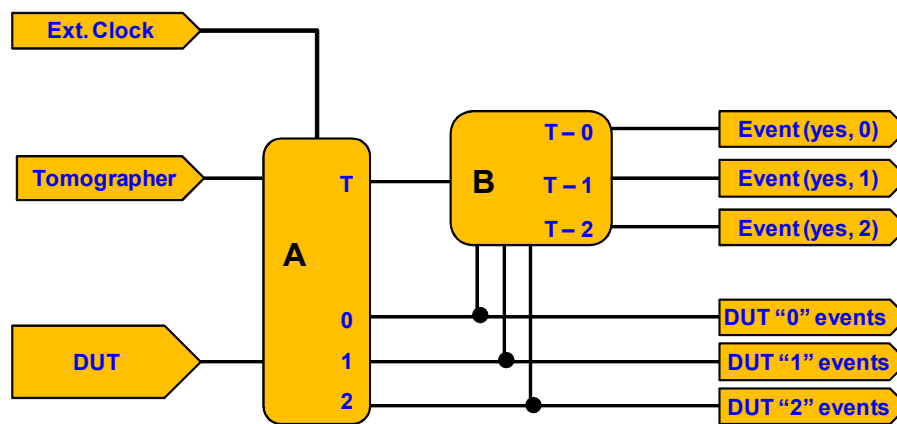 Ext. Clock
Tomographer
DUT
A
T
0
1
2
B
T – 0
T – 1
T – 2
Event (yes, 0)
Event (yes, 1)
Event (yes, 2)
DUT “0” events
DUT “1” events
DUT “2” events